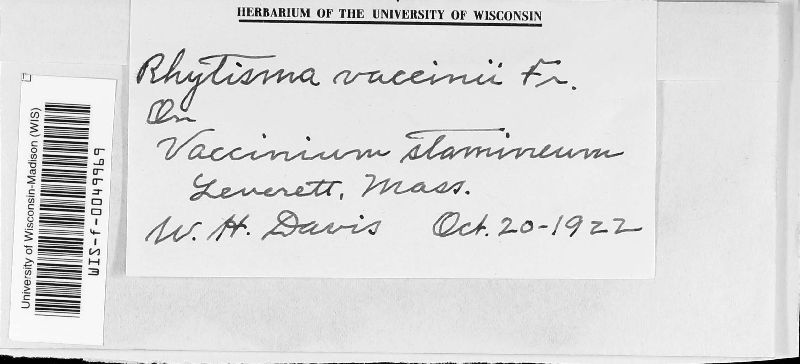 HERBARIUM OF THE UNIVERSITY OF WISCONSIN
Rhytisma vaccinii Fr.
On
Vaccinium stamineum
Leverett, Mass.
W. H. Davis Oct. 20-1922
University of Wisconsin-Madison (WIS)
WIS-f-0049969